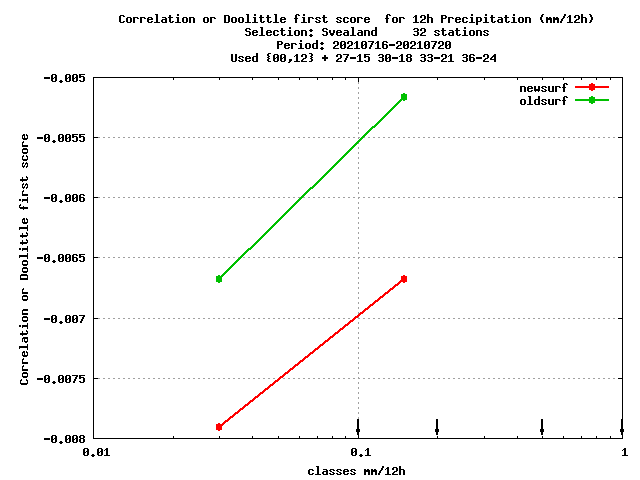 Correlation or Doolittle first score  for 12h Precipitation (mm/12h)
Selection: Svealand     32 stations
Period: 20210716-20210720
Used {00,12} + 27-15 30-18 33-21 36-24
newsurf
oldsurf
-0.005
-0.0055
-0.006
-0.0065
-0.007
-0.0075
-0.008
Correlation or Doolittle first score
0.01
0.1
1
classes mm/12h